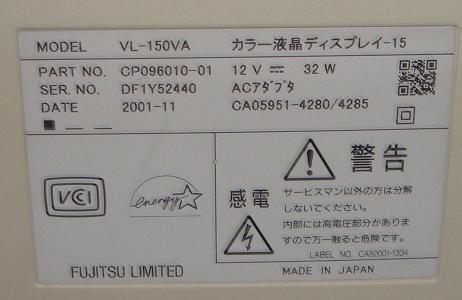 MODEL VL-150VA カラー液晶ディスプレイ-15
PART NO. CP096010-01 12 V 32 W
SER. NO. DF1Y52440 ACアダプタ
DATE 2001-11 CA05951-4280/4285
警告
VCI
energy
感電
サービスマン以外の方は分解
しないでください。
内部には高電圧部分がありま
すので万一触ると危険です。
LABEL NO. CA92001-1334
FUJITSU LIMITED MADE IN JAPAN